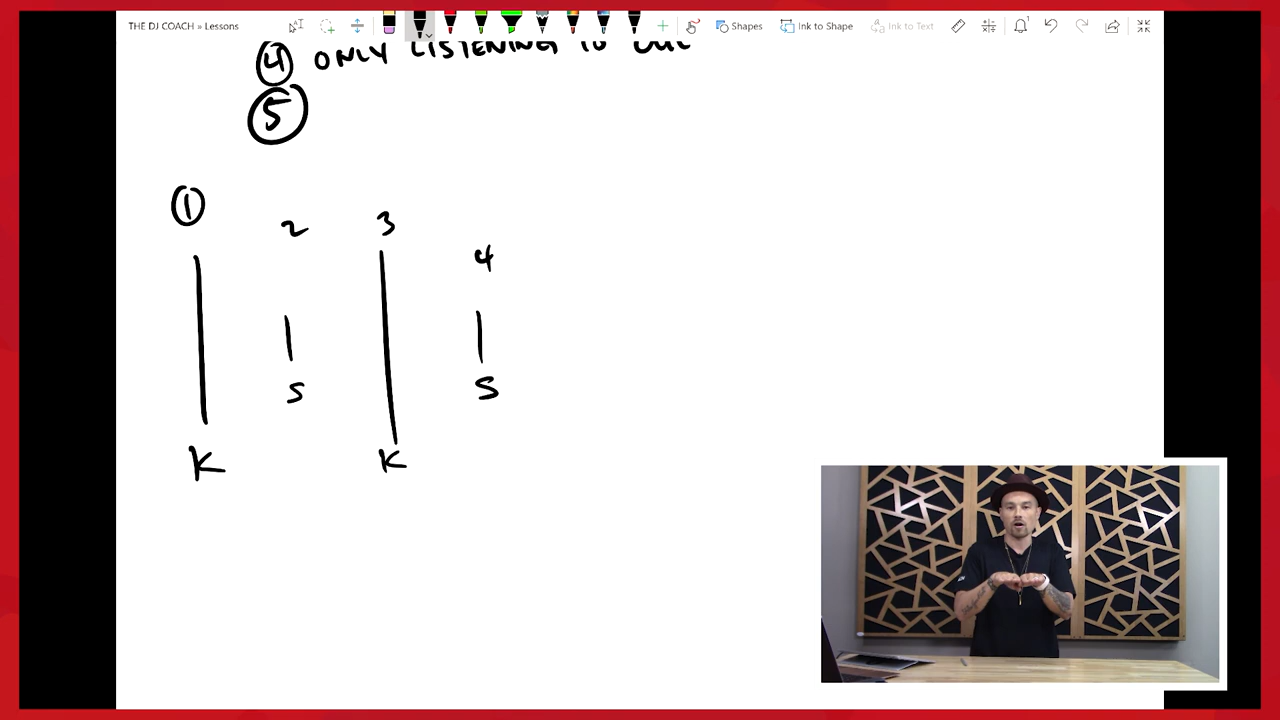 THE DJ COACH » Lessons
Shapes
Ink to Shape
Ink to Text
④ ONLY LISTENING TO
⑤
① 2 3 4
S S
K K